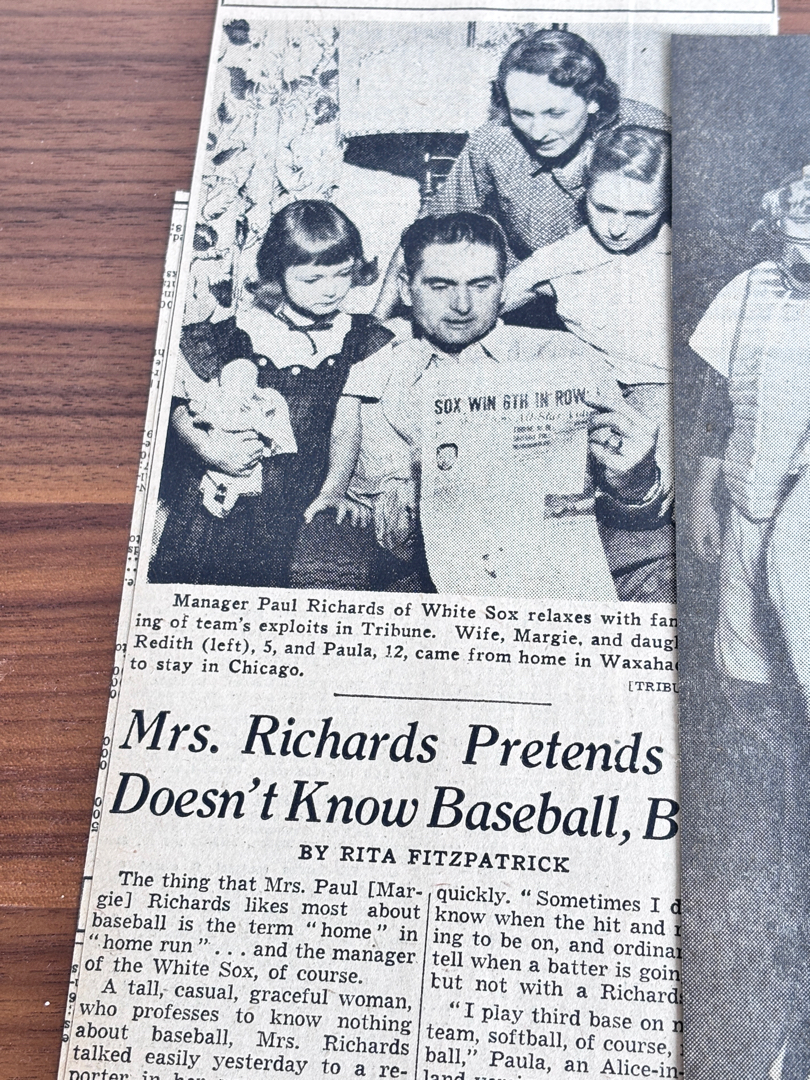 SOX WIN 6TH IN ROW
Manager Paul Richards of White Sox relaxes with
ing of team's exploits in Tribune. Wife, Margie, and
Redith (left), 5, and Paula, 12, came from home in
to stay in Chicago.
[TRIBU
Mrs. Richards Pretends
Doesn't Know Baseball, B
BY RITA FITZPATRICK
The thing that Mrs. Paul [Mar-
gie] Richards likes most about
baseball is the term "home" in
"home run" . . . and the manager
of the White Sox, of course.
A tall, casual, graceful woman,
who professes to know nothing
about baseball, Mrs. Richards
talked easily yesterday to a re-
porter in
quickly. "Sometimes I d
know when the hit and r
ing to be on, and ordinar
tell when a batter is goin
but not with a Richards
"I play third base on n
team, softball, of course,
ball," Paula, an Alice-in-